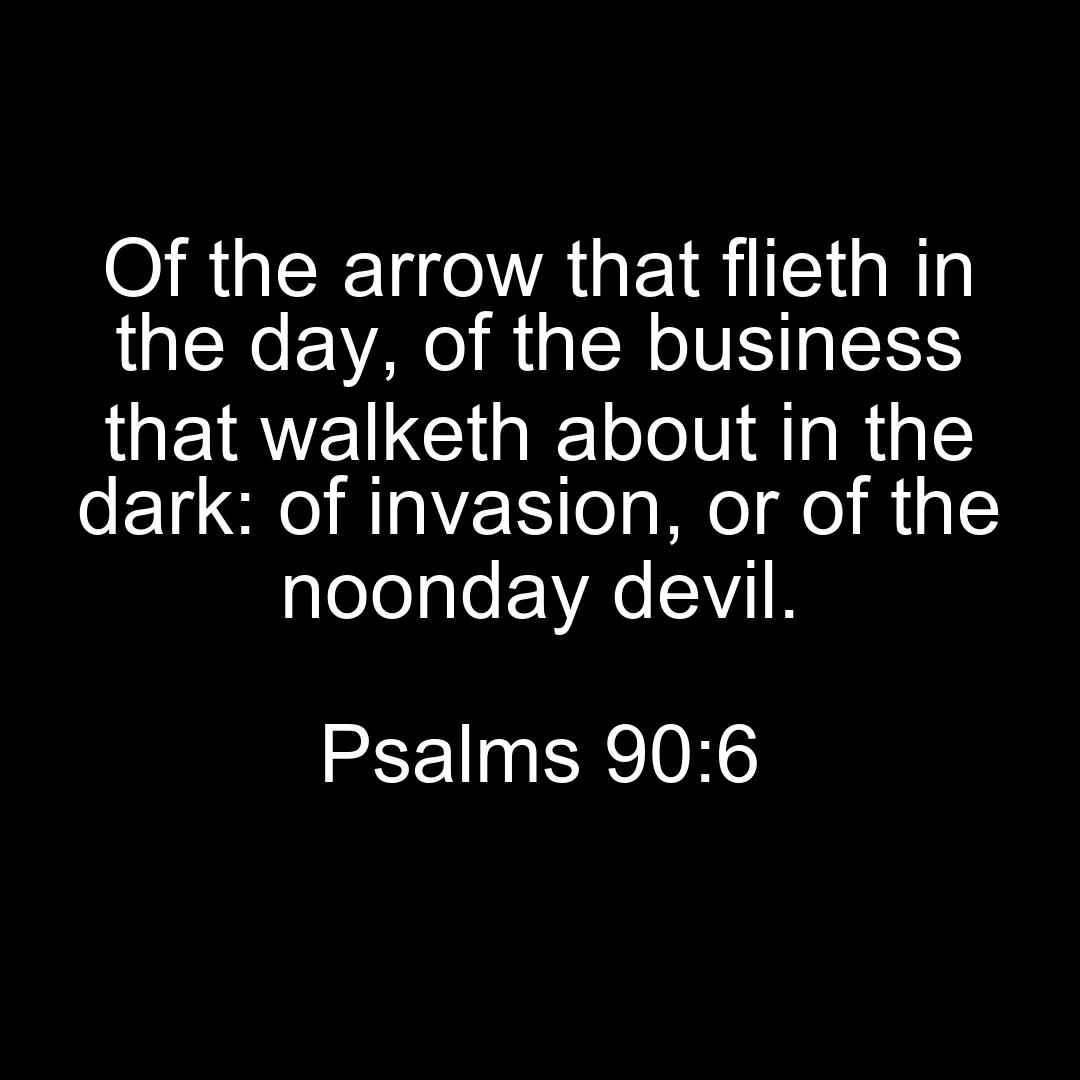 Of the arrow that flieth in
the day, of the business
that walketh about in the
dark: of invasion, or of the
noonday devil.
Psalms 90:6